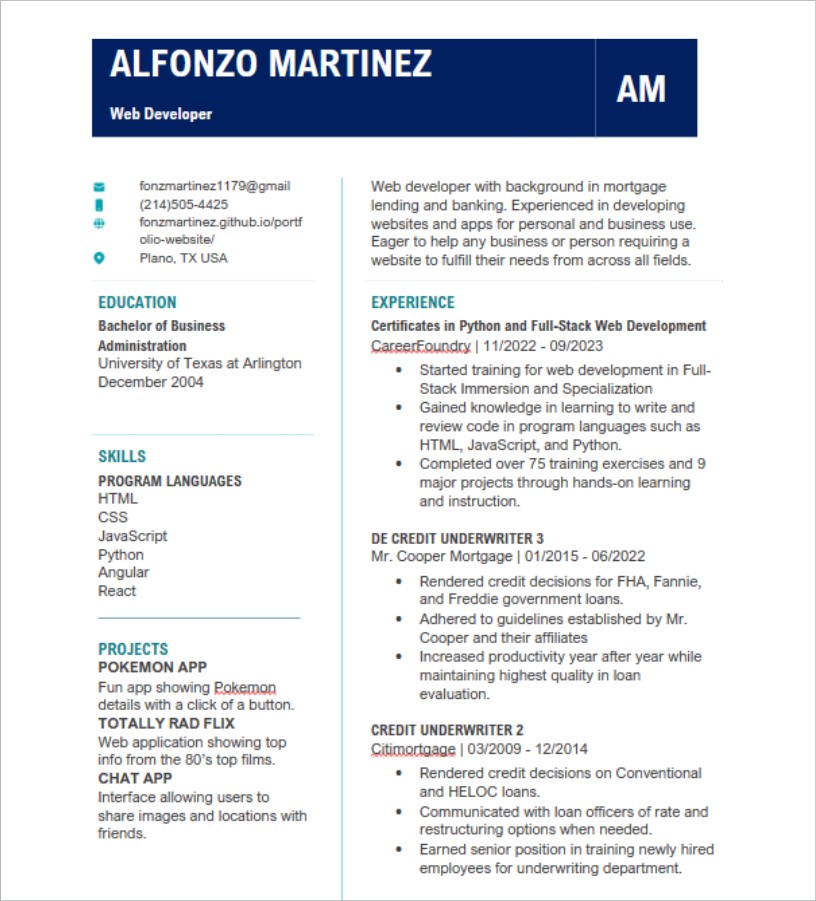 ALFONZO MARTINEZ
Web Developer
AM
fonzmartinez1179@gmail
(214)505-4425
fonzmartinez.github.io/portf
olio-website/
Plano, TX USA
EDUCATION
Bachelor of Business
Administration
University of Texas at Arlington
December 2004
SKILLS
PROGRAM LANGUAGES
HTML
CSS
JavaScript
Python
Angular
React
PROJECTS
POKEMON APP
Fun app showing Pokemon
details with a click of a button.
TOTALLY RAD FLIX
Web application showing top
info from the 80’s top films.
CHAT APP
Interface allowing users to
share images and locations with
friends.
Web developer with background in mortgage
lending and banking. Experienced in developing
websites and apps for personal and business use.
Eager to help any business or person requiring a
website to fulfill their needs from across all fields.
EXPERIENCE
Certificates in Python and Full-Stack Web Development
CareerFoundry | 11/2022 - 09/2023
• Started training for web development in Full-
Stack Immersion and Specialization
• Gained knowledge in learning to write and
review code in program languages such as
HTML, JavaScript, and Python.
• Completed over 75 training exercises and 9
major projects through hands-on learning
and instruction.
DE CREDIT UNDERWRITER 3
Mr. Cooper Mortgage | 01/2015 - 06/2022
• Rendered credit decisions for FHA, Fannie,
and Freddie government loans.
• Adhered to guidelines established by Mr.
Cooper and their affiliates
• Increased productivity year after year while
maintaining highest quality in loan
evaluation.
CREDIT UNDERWRITER 2
Citimortgage | 03/2009 - 12/2014
• Rendered credit decisions on Conventional
and HELOC loans.
• Communicated with loan officers of rate and
restructuring options when needed.
• Earned senior position in training newly hired
employees for underwriting department.